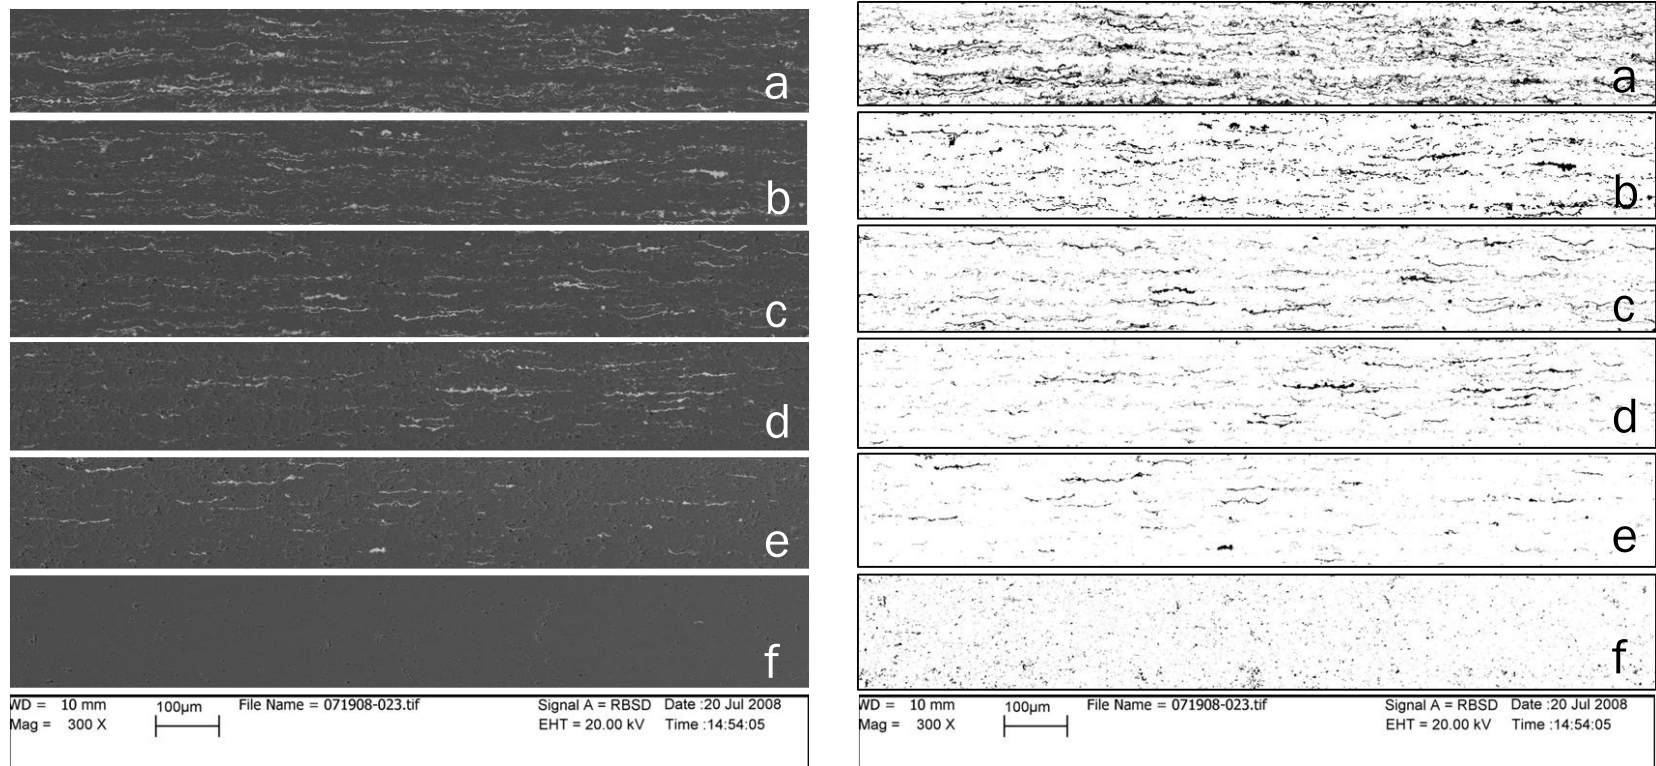 a
b
c
d
e
f
WD = 10 mm
100µm
File Name = 071908-023.tif
Signal A = RBSD
Date :20 Jul 2008
Mag = 300 X
EHT = 20.00 kV
Time :14:54:05
a
b
c
d
e
f
WD = 10 mm
100µm
File Name = 071908-023.tif
Signal A = RBSD
Date :20 Jul 2008
Mag = 300 X
EHT = 20.00 kV
Time :14:54:05